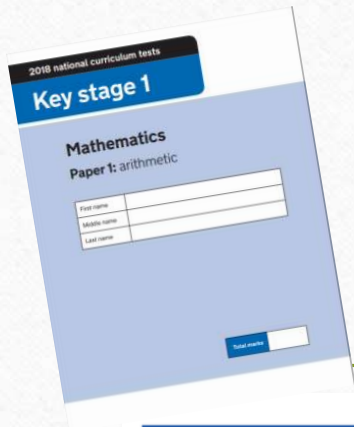 2018 national curriculum tests
Key stage 1
Mathematics
Paper 1: arithmetic
First name
Middle name
Last name
Total marks